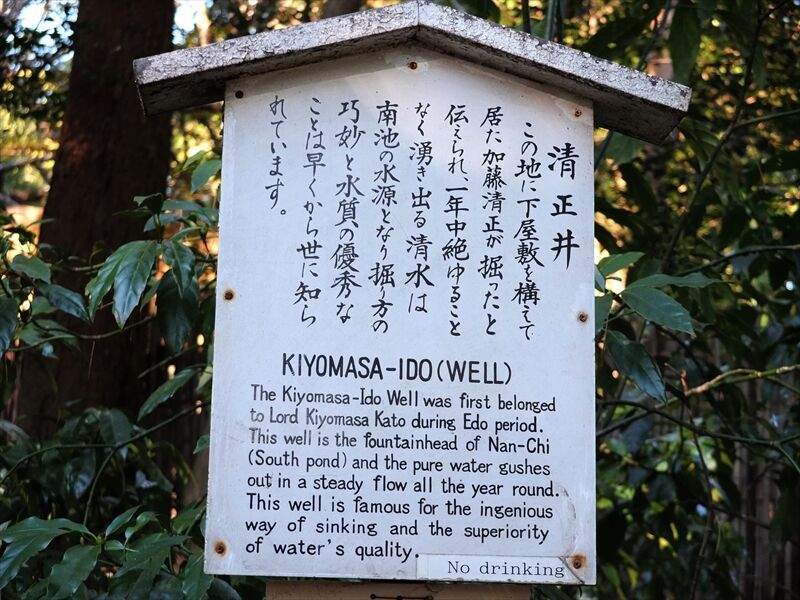 清正井
この地に下屋敷を構えて
居た加藤清正が掘ったと
伝えられ、一年中絶ゆること
なく湧き出る清水は
南池の水源となり掘り方の
巧妙と水質の優秀な
ことは早くから世に知ら
れています。
KIYOMASA-IDO(WELL)
The Kiyomasa-Ido Well was first belonged
to Lord Kiyomasa Kato during Edo period.
This well is the fountainhead of Nan-Chi
(South pond) and the pure water gushes
out in a steady flow all the year round.
This well is famous for the ingenious
way of sinking and the superiority
of water's quality.
No drinking